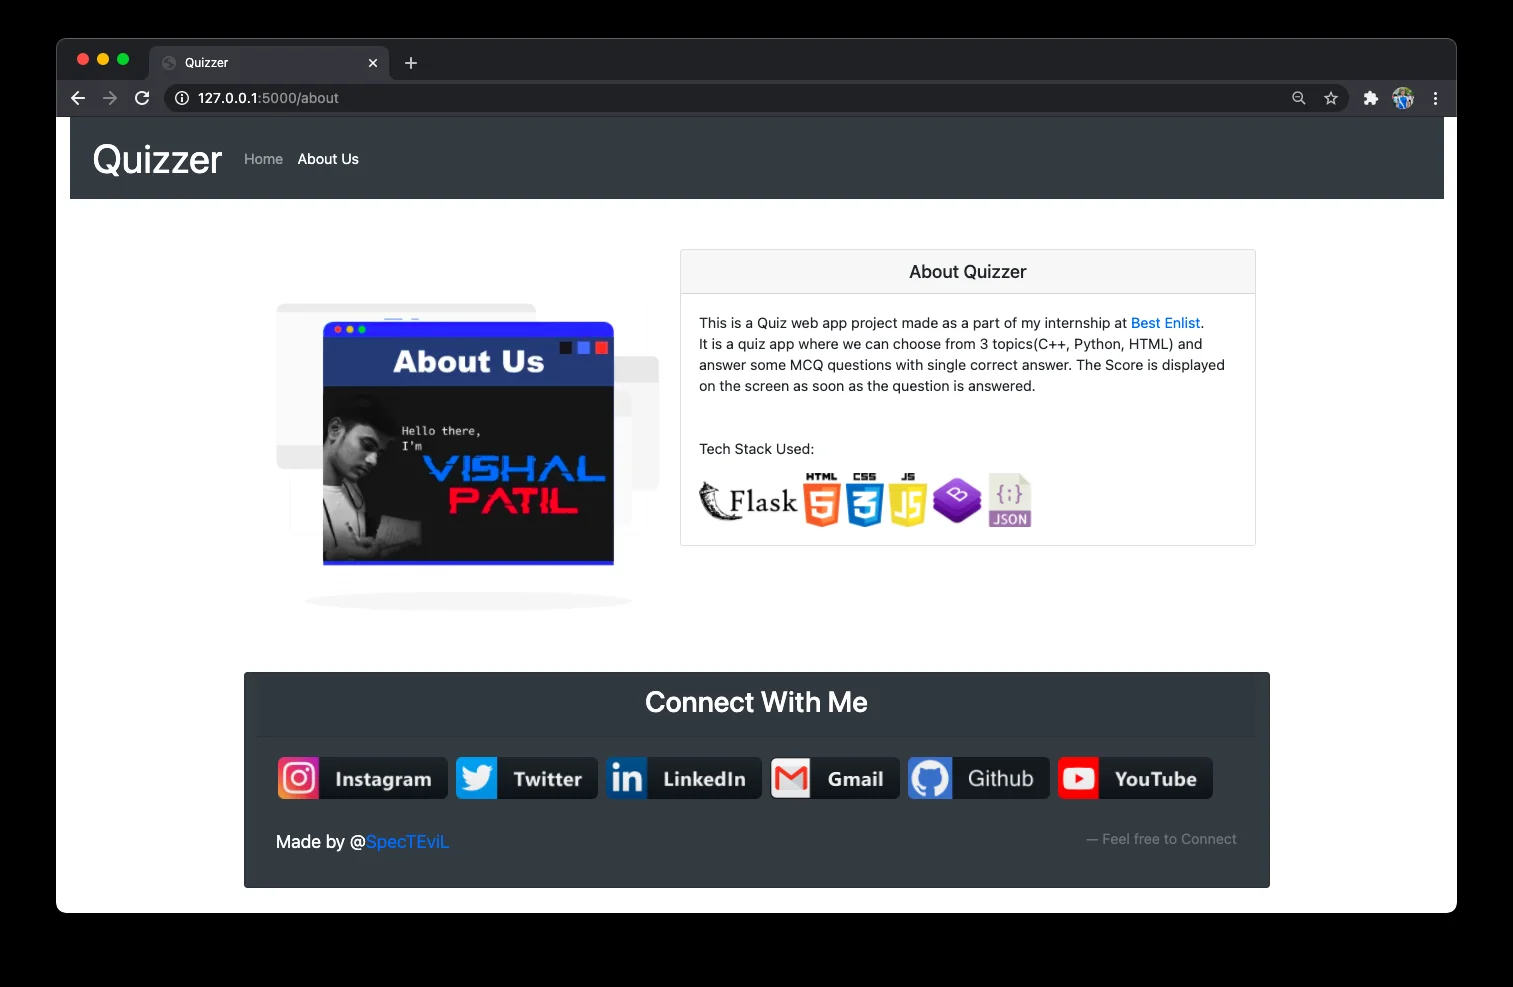 Quizzer
127.0.0.1:5000/about
Quizzer Home About Us
About Us
Hello there,
I'm
VISHAL
PATIL
About Quizzer
This is a Quiz web app project made as a part of my internship at Best Enlist.
It is a quiz app where we can choose from 3 topics(C++, Python, HTML) and
answer some MCQ questions with single correct answer. The Score is displayed
on the screen as soon as the question is answered.
Tech Stack Used:
Flask HTML 5 CSS 3 JS JS B {;} JSON
Connect With Me
Instagram Twitter in LinkedIn M Gmail Github YouTube
Made by @SpecTEviL
— Feel free to Connect